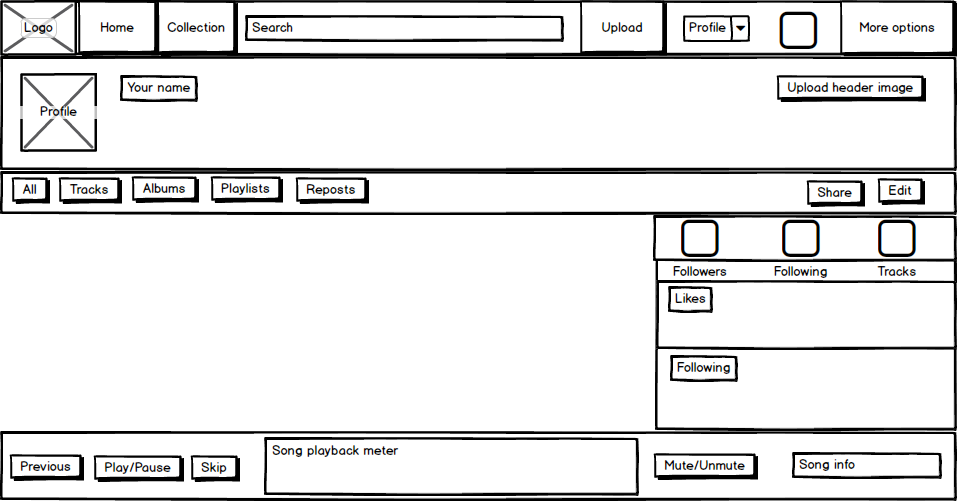 Logo
Home
Collection
Search
Upload
Profile
More options
Profile
Your name
Upload header image
All
Tracks
Albums
Playlists
Reposts
Share
Edit
Followers
Following
Tracks
Likes
Following
Previous
Play/Pause
Skip
Song playback meter
Mute/Unmute
Song info